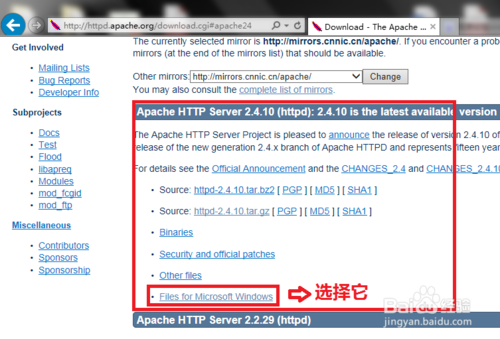 http://httpd.apache.org/download.cgi#apache24
Download - The Apache H
Get Involved
Mailing Lists
Bug Reports
Developer Info
Subprojects
Docs
Test
Flood
libapreq
Modules
mod_fcgid
mod_ftp
Miscellaneous
Contributors
Sponsors
Sponsorship
The currently selected mirror is http://mirrors.cnnic.cn/apache/. If you encounter a prob
mirrors (at the end of the mirrors list) that should be available.
Other mirrors: http://mirrors.cnnic.cn/apache/ Change
You may also consult the complete list of mirrors.
Apache HTTP Server 2.4.10 (httpd): 2.4.10 is the latest available version
The Apache HTTP Server Project is pleased to announce the release of version 2.4.10 of
release of the new generation 2.4.x branch of Apache HTTPD and represents fifteen year
For details see the Official Announcement and the CHANGES_2.4 and CHANGES_2.4.10
Source: httpd-2.4.10.tar.bz2 [ PGP ] [ MD5 ] [ SHA1 ]
Source: httpd-2.4.10.tar.gz [ PGP ] [ MD5 ] [ SHA1 ]
Binaries
Security and official patches
Other files
Files for Microsoft Windows
选择它
Apache HTTP Server 2.2.29 (httpd)
Baidu 经验
jingyan.baidu.com